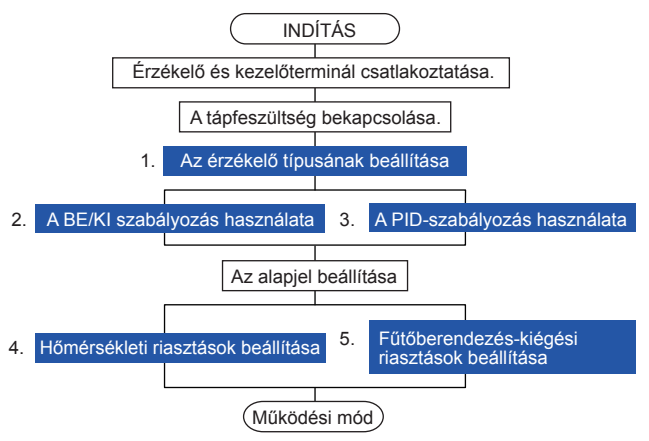 INDÍTÁS
Érzékelő és kezelőterminál csatlakoztatása.
A tápfeszültség bekapcsolása.
1. Az érzékelő típusának beállítása
2. A BE/KI szabályozás használata 3. A PID-szabályozás használata
Az alapjel beállítása
4. Hőmérsékleti riasztások beállítása 5. Fűtőberendezés-kiégési
riasztások beállítása
Működési mód